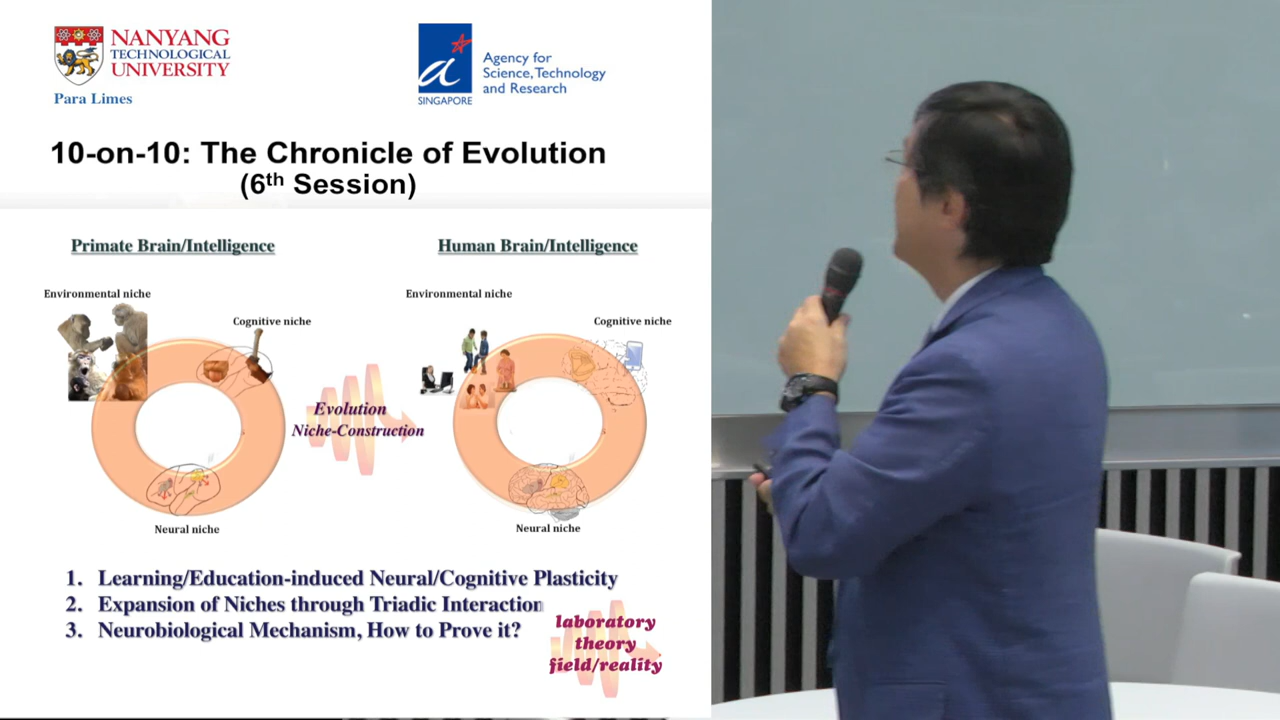 NANYANG
TECHNOLOGICAL
UNIVERSITY
Para Limes
a
SINGAPORE
Agency for
Science, Technology
and Research
10-on-10: The Chronicle of Evolution
(6th Session)
Primate Brain/Intelligence
Human Brain/Intelligence
Environmental niche
Cognitive niche
Environmental niche
Cognitive niche
Evolution
Niche-Construction
Neural niche
Neural niche
1. Learning/Education-induced Neural/Cognitive Plasticity
2. Expansion of Niches through Triadic Interaction
3. Neurobiological Mechanism, How to Prove it?
laboratory
theory
field/reality